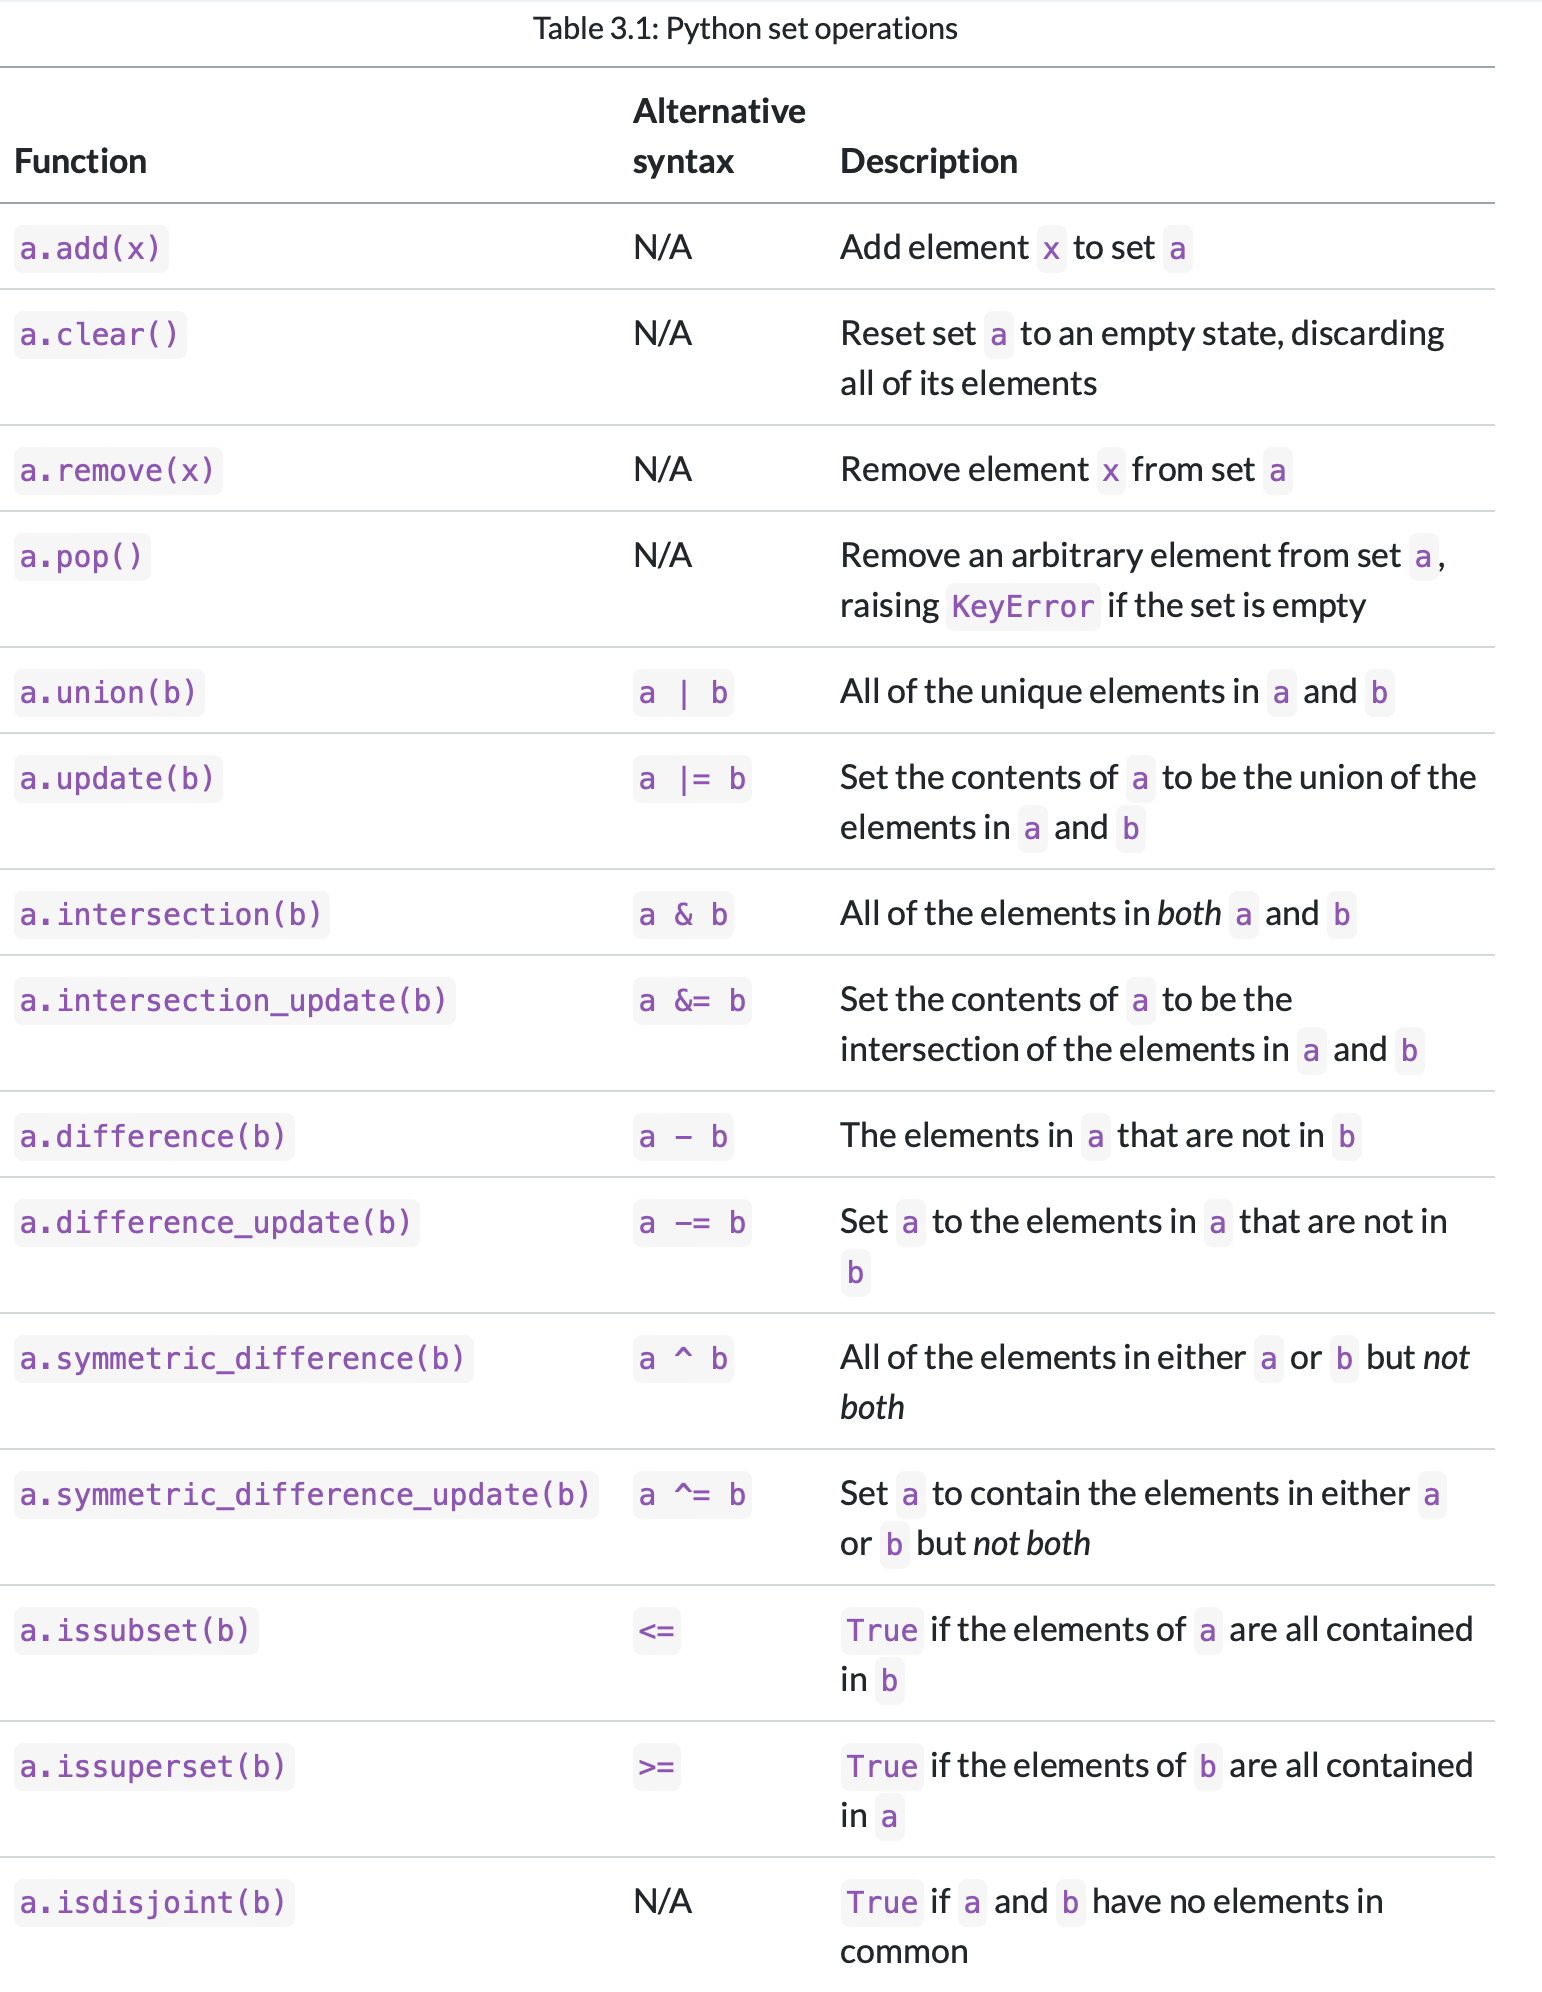 Table 3.1: Python set operations
Alternative
Function syntax Description
a.add(x) N/A Add element x to set a
a.clear() N/A Reset set a to an empty state, discarding
all of its elements
a.remove(x) N/A Remove element x from set a
a.pop() N/A Remove an arbitrary element from set a,
raising KeyError if the set is empty
a.union(b) a | b All of the unique elements in a and b
a.update(b) a |= b Set the contents of a to be the union of the
elements in a and b
a.intersection(b) a & b All of the elements in both a and b
a.intersection_update(b) a &= b Set the contents of a to be the
intersection of the elements in a and b
a.difference(b) a - b The elements in a that are not in b
a.difference_update(b) a -= b Set a to the elements in a that are not in
b
a.symmetric_difference(b) a ^ b All of the elements in either a or b but not
both
a.symmetric_difference_update(b) a ^= b Set a to contain the elements in either a
or b but not both
a.issubset(b) <= True if the elements of a are all contained
in b
a.issuperset(b) >= True if the elements of b are all contained
in a
a.isdisjoint(b) N/A True if a and b have no elements in
common